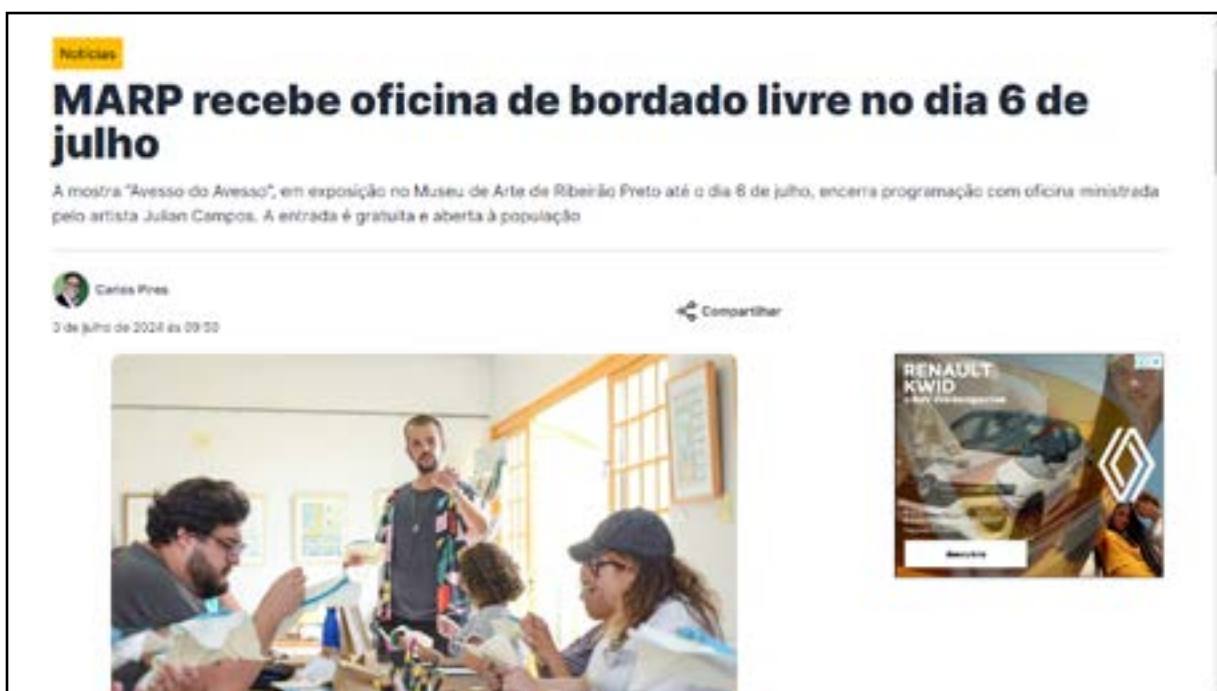 Notícias
MARP recebe oficina de bordado livre no dia 6 de
julho
A mostra "Avesso do Avesso", em exposição no Museu de Arte de Ribeirão Preto até o dia 6 de julho, encerra programação com oficina ministrada
pelo artista Julian Campos. A entrada é gratuita e aberta à população
Carlos Pires
3 de julho de 2024 às 09:50
Compartilhar
RENAULT
KWID